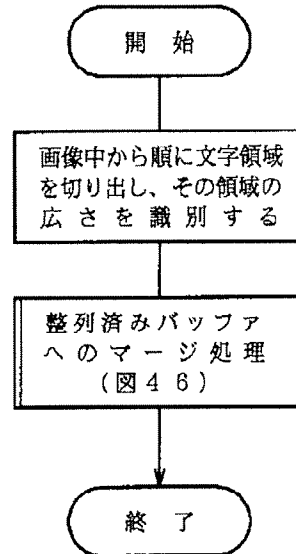 開始
画像中から順に文字領域
を切り出し、その領域の
広さを識別する
整列済みバッファ
へのマージ処理
(図46)
終了